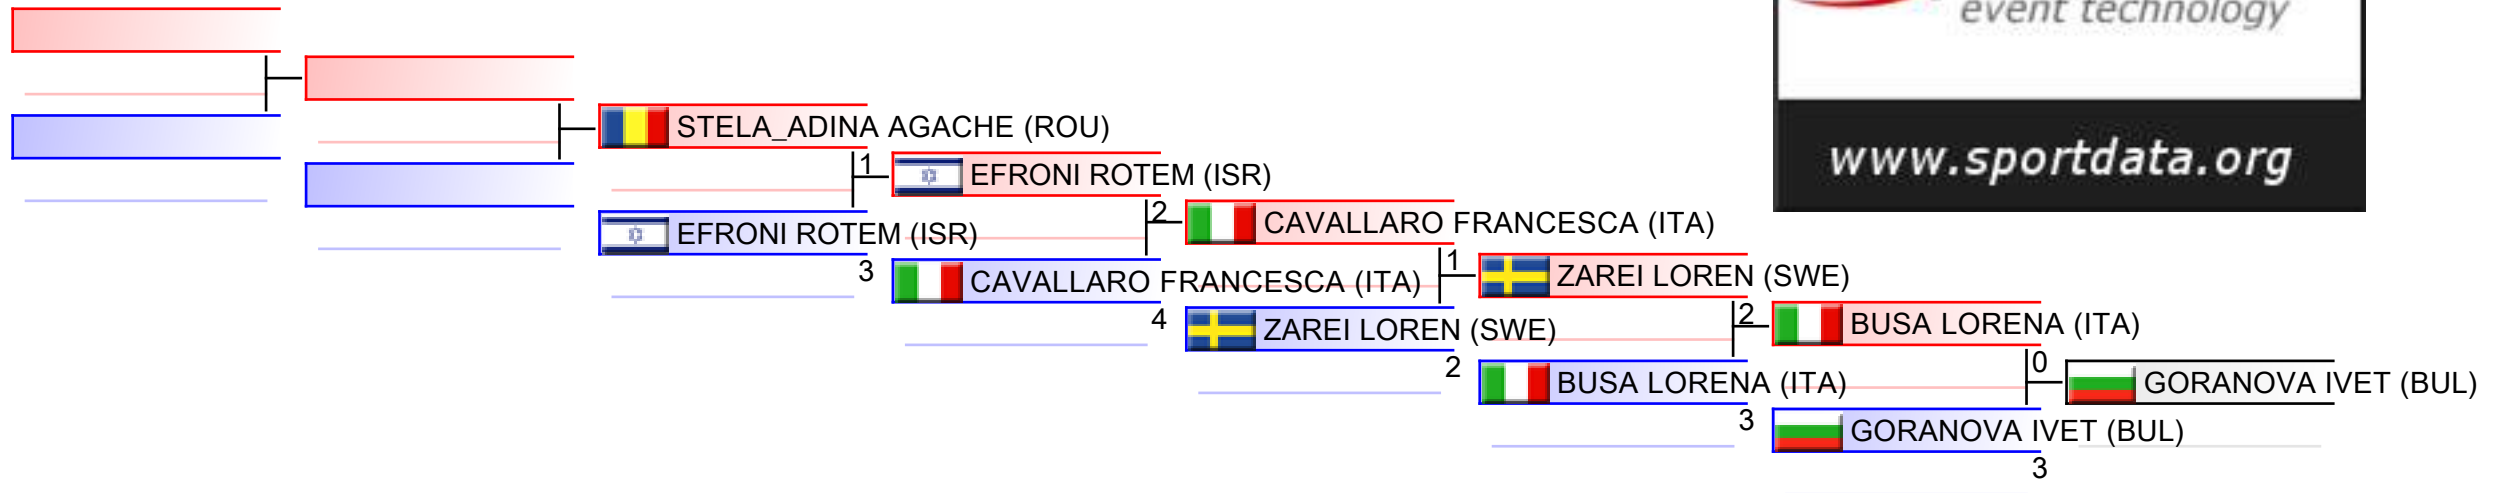 event technology
www.sportdata.org
STELA_ADINA AGACHE (ROU)
1
EFRONI ROTEM (ISR)
EFRONI ROTEM (ISR)
3
2
CAVALLARO FRANCESCA (ITA)
CAVALLARO FRANCESCA (ITA)
4
1
ZAREI LOREN (SWE)
ZAREI LOREN (SWE)
2
2
BUSA LORENA (ITA)
BUSA LORENA (ITA)
3
0
GORANOVA IVET (BUL)
GORANOVA IVET (BUL)
3